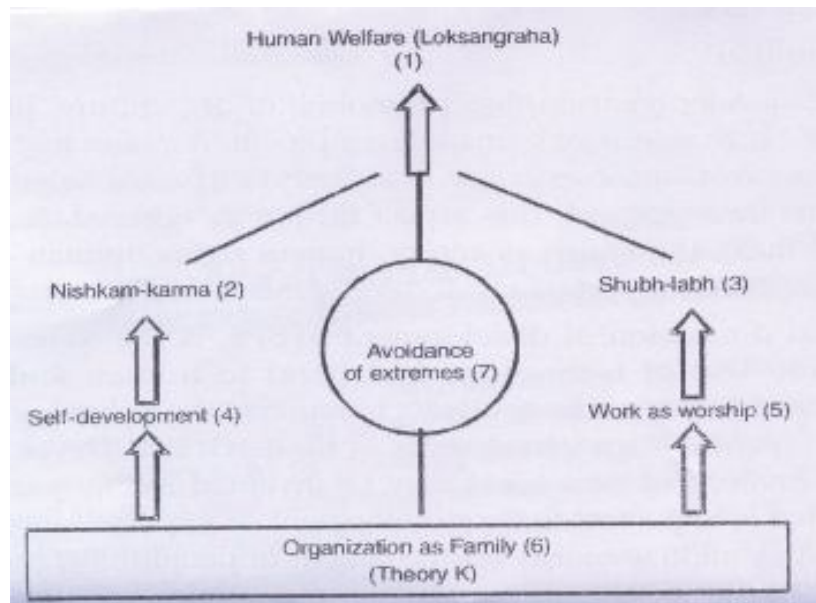 Human Welfare (Loksangraha)
(1)
Nishkam-karma (2)
Shubh-labh (3)
Avoidance
of extremes (7)
Self-development (4)
Work as worship (5)
Organization as Family (6)
(Theory K)